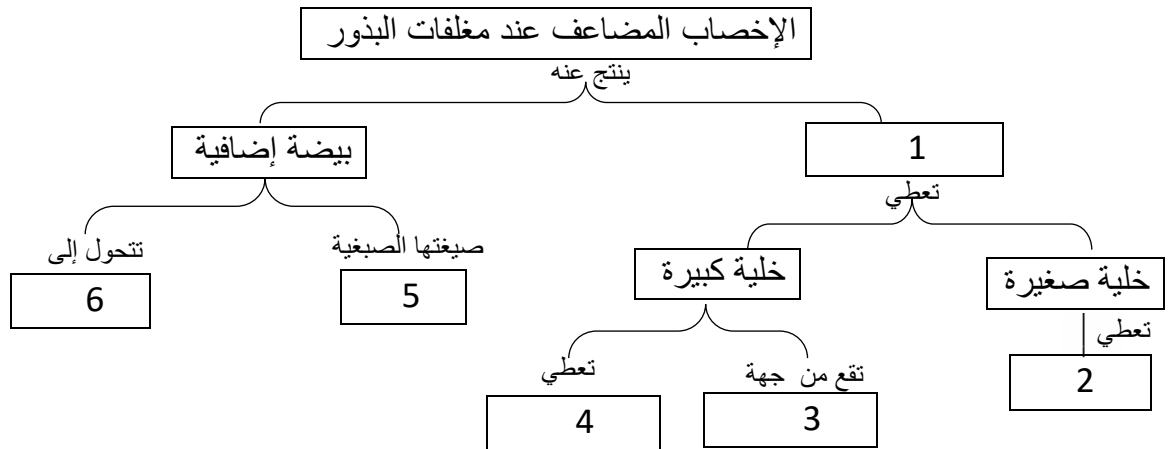 الإخصاب المضاعف عند مغلفات البذور
ينتج عنه
1
بيضة إضافية
تعطي
صيغتها الصبغية
تتحول إلى
خلية صغيرة
خلية كبيرة
5
6
تعطي
تقع من جهة
تعطي
2
3
4